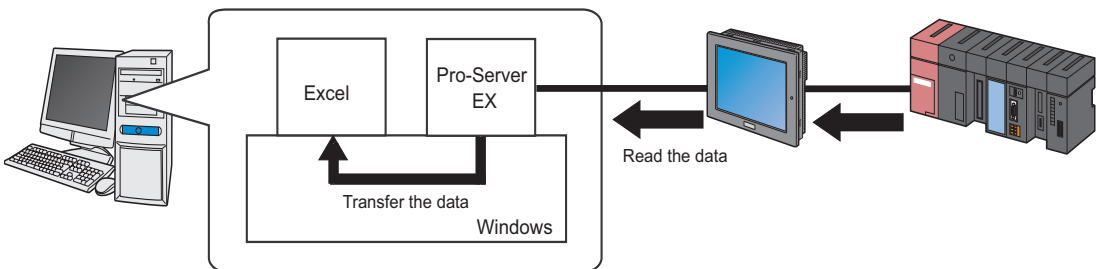 Excel
Pro-Server
EX
Read the data
Transfer the data
Windows